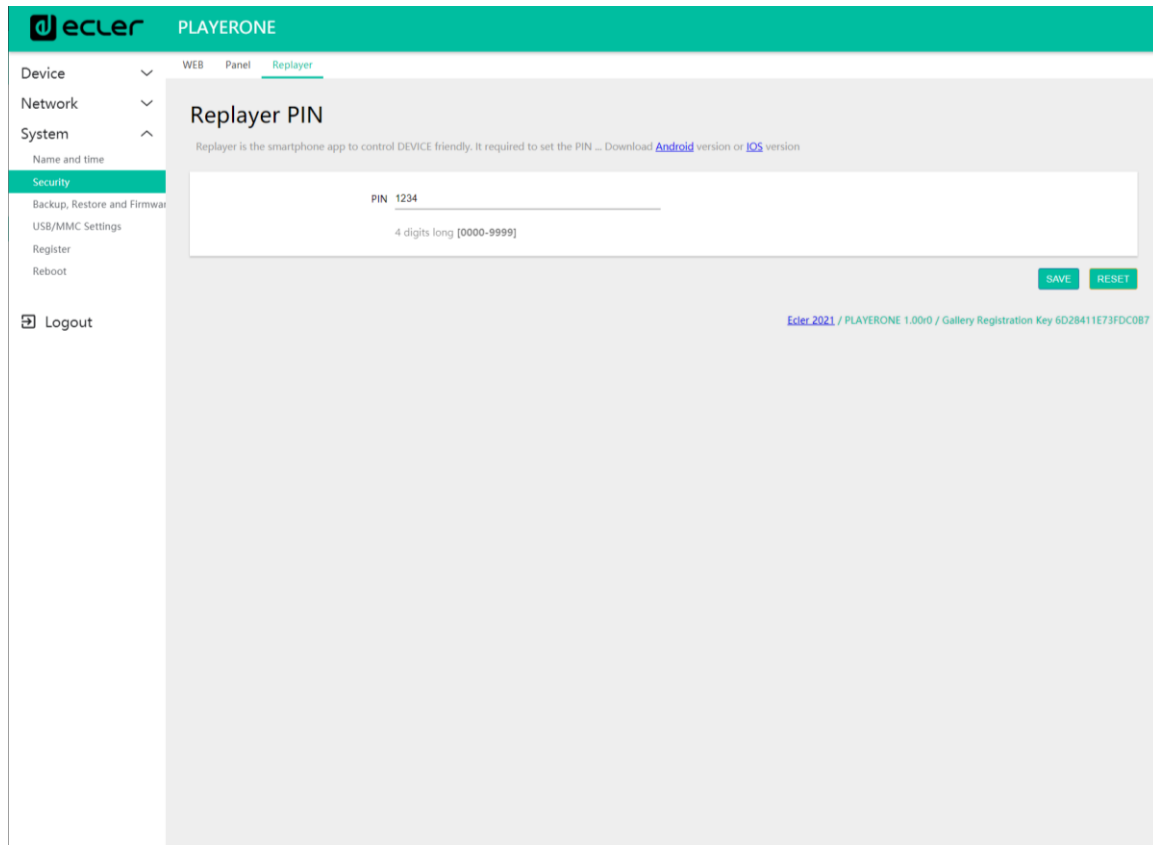 ecler PLAYERONE
Device
Network
System
Name and time
Security
Backup, Restore and Firmwar
USB/MMC Settings
Register
Reboot
Logout
WEB Panel Replayer
Replayer PIN
Replayer is the smartphone app to control DEVICE friendly. It required to set the PIN ... Download Android version or IOS version
PIN 1234
4 digits long [0000-9999]
SAVE RESET
Ecler 2021 / PLAYERONE 1.00r0 / Gallery Registration Key 6D28411E73FDC0B7